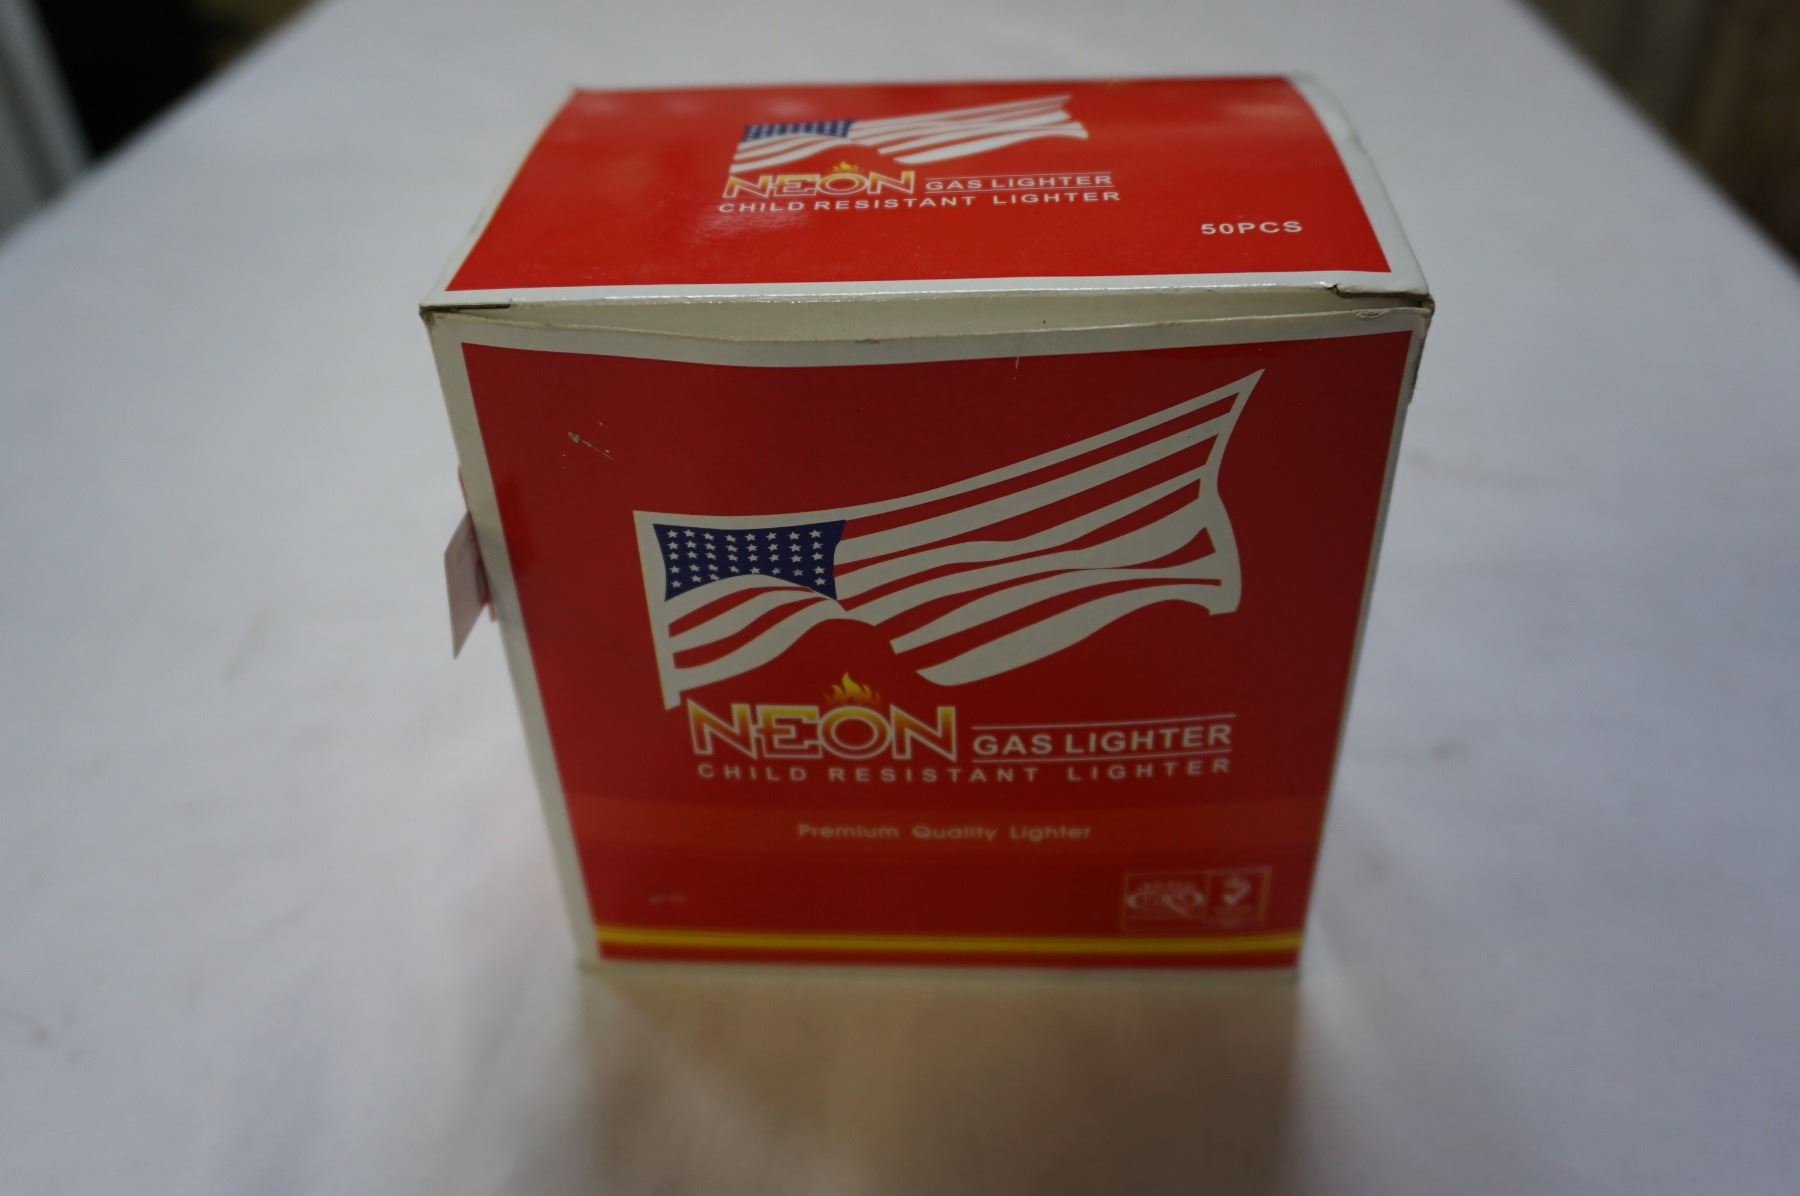 NEON GAS LIGHTER
CHILD RESISTANT LIGHTER
50PCS
NEON GAS LIGHTER
CHILD RESISTANT LIGHTER
Premium Quality Lighter